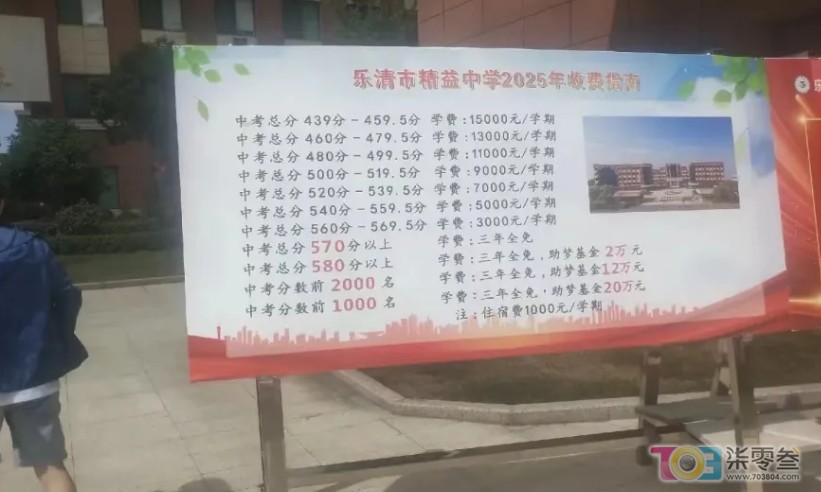 乐清市精益中学2025年收费指南
中考总分 439分-459.5分 学费:15000元/学期
中考总分 460分-479.5分 学费:13000元/学期
中考总分 480分-499.5分 学费:11000元/学期
中考总分 500分-519.5分 学费:9000元/学期
中考总分 520分-539.5分 学费:7000元/学期
中考总分 540分-559.5分 学费:5000元/学期
中考总分 560分-569.5分 学费:3000元/学期
中考总分 570分以上 学费:三年全免
中考总分 580分以上 学费:三年全免,助梦基金 2万元
中考分数前 2000 名 学费:三年全免,助梦基金12万元
中考分数前 1000 名 学费:三年全免,助梦基金20万元
注:住宿费1000元/学期
乐
703 柒零叁
www.703804.com